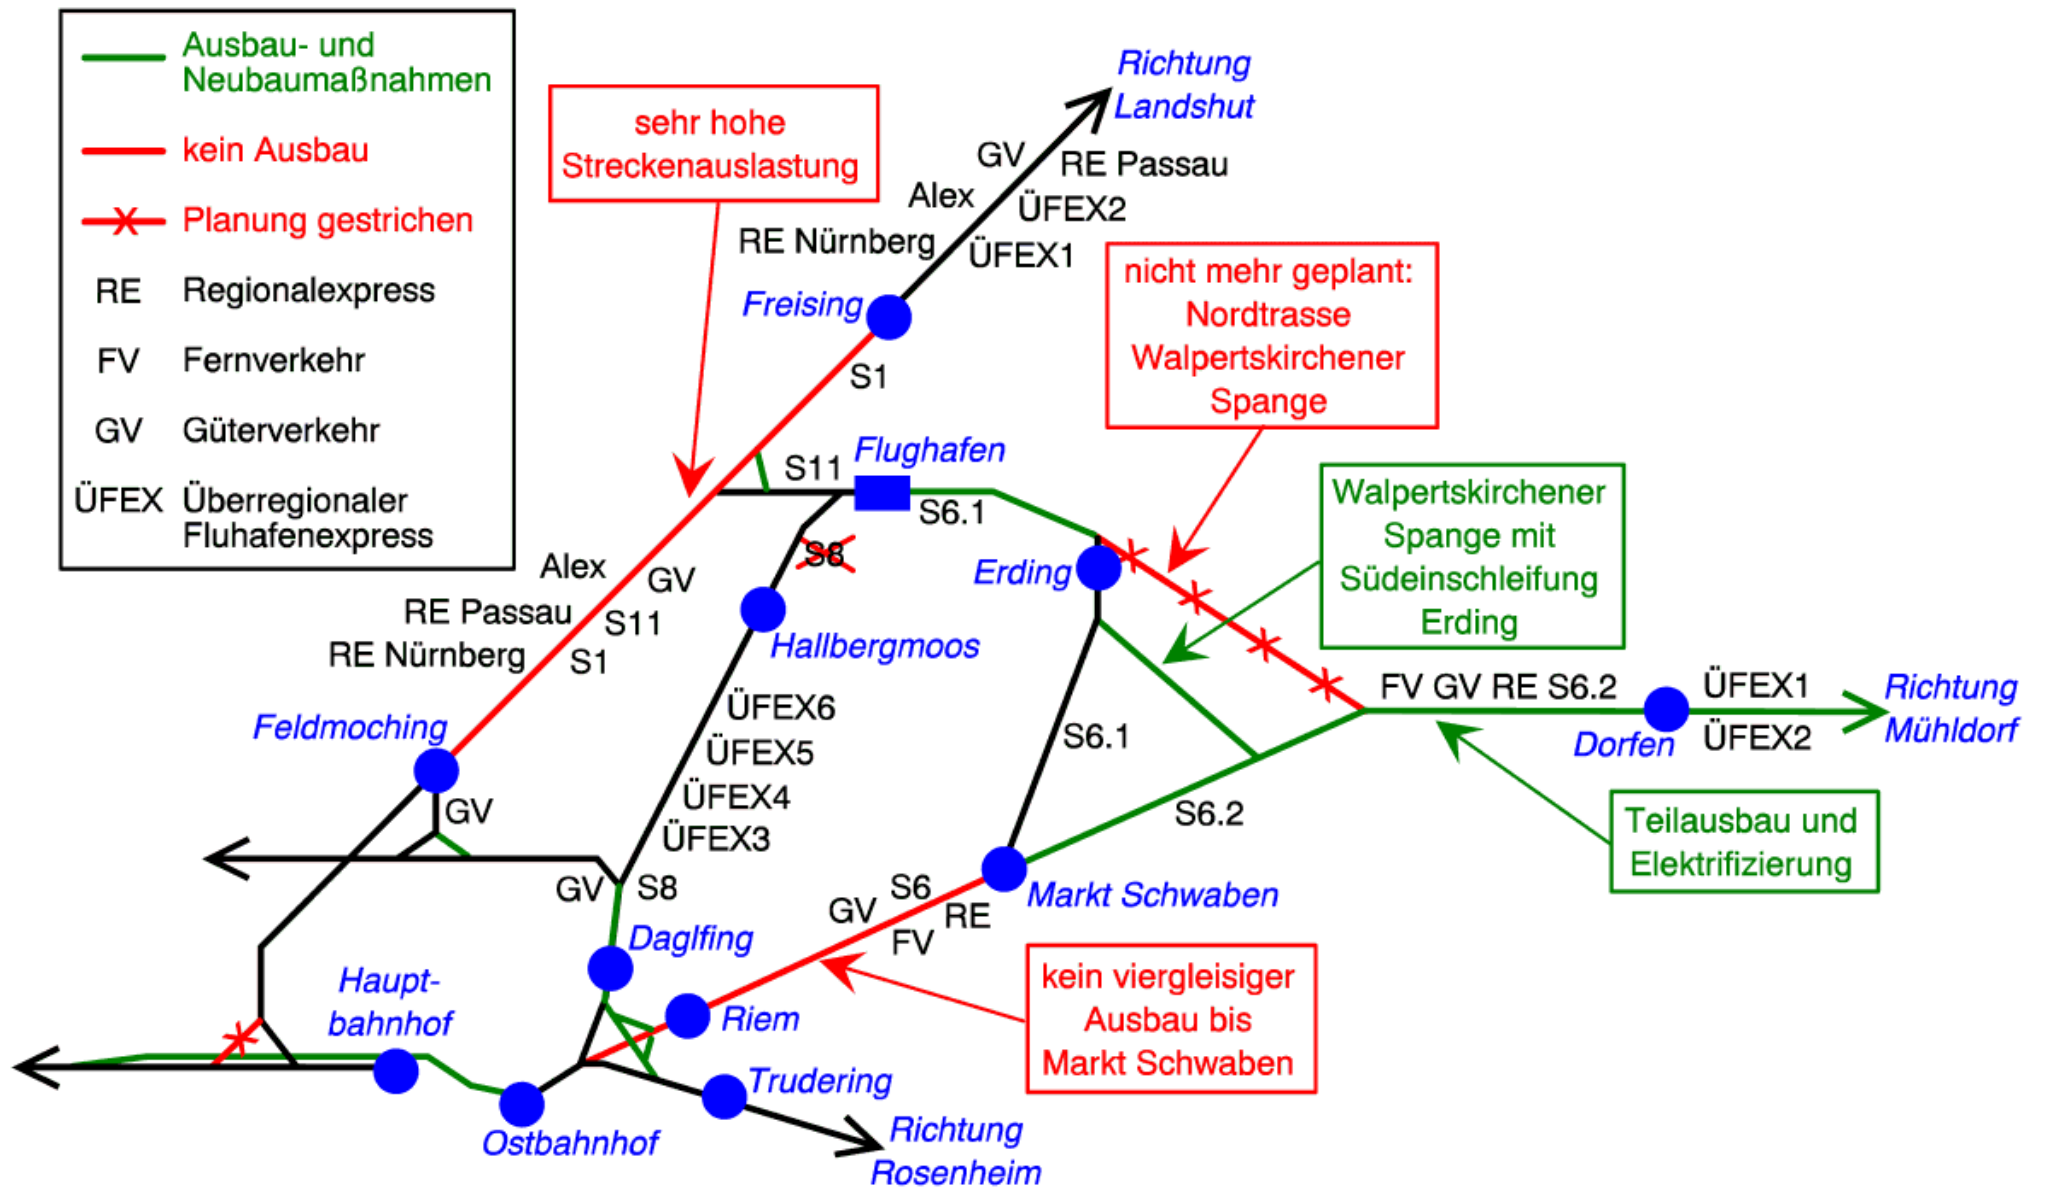 Ausbau- und
Neubaumaßnahmen
kein Ausbau
Planung gestrichen
RE Regionalexpress
FV Fernverkehr
GV Güterverkehr
ÜFEX Überregionaler
Fluhafenexpress
sehr hohe
Streckenauslastung
Richtung
Landshut
GV
RE Passau
Alex
ÜFEX2
RE Nürnberg
ÜFEX1
Freising
S1
nicht mehr geplant:
Nordtrasse
Walpertskirchener
Spange
Flughafen
S11
S6.1
S8
Erding
Walpertskirchener
Spange mit
Südeinschleifung
Erding
Alex
GV
RE Passau
S11
RE Nürnberg
S1
Hallbergmoos
FV GV RE S6.2
ÜFEX1
Richtung
Mühldorf
ÜFEX2
Dorfen
Feldmoching
ÜFEX6
ÜFEX5
ÜFEX4
ÜFEX3
S6.1
S6.2
GV
Teilausbau und
Elektrifizierung
GV
S8
S6
GV
RE
FV
Markt Schwaben
Daglfing
kein viergleisiger
Ausbau bis
Markt Schwaben
Haupt-
bahnhof
Riem
Trudering
Ostbahnhof
Richtung
Rosenheim